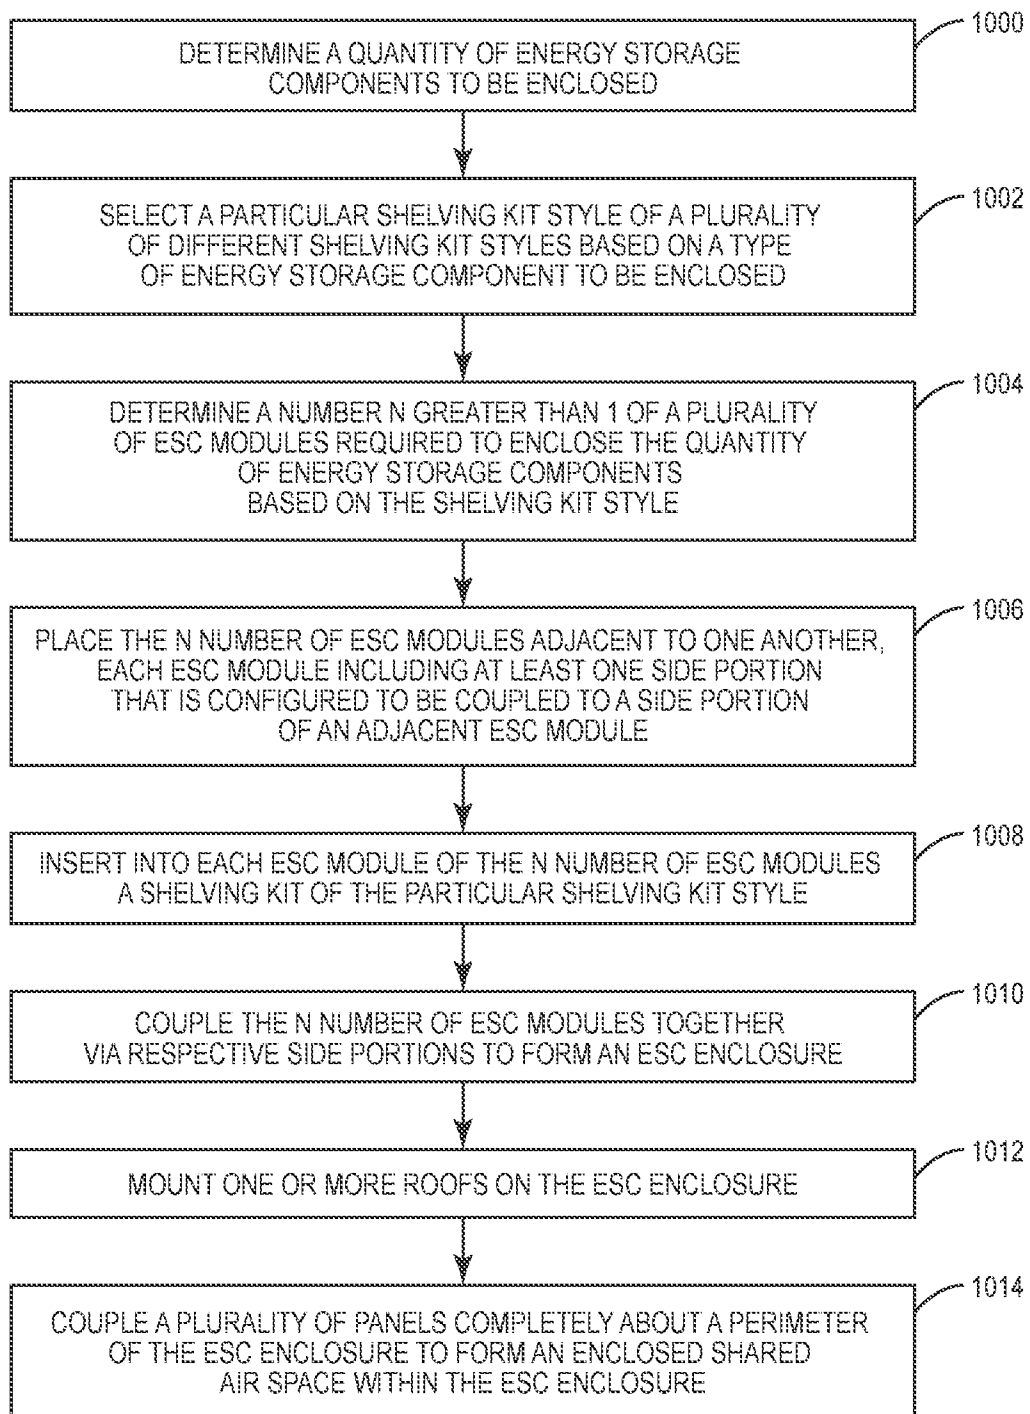 1000
DETERMINE A QUANTITY OF ENERGY STORAGE
COMPONENTS TO BE ENCLOSED
1002
SELECT A PARTICULAR SHELVING KIT STYLE OF A PLURALITY
OF DIFFERENT SHELVING KIT STYLES BASED ON A TYPE
OF ENERGY STORAGE COMPONENT TO BE ENCLOSED
1004
DETERMINE A NUMBER N GREATER THAN 1 OF A PLURALITY
OF ESC MODULES REQUIRED TO ENCLOSE THE QUANTITY
OF ENERGY STORAGE COMPONENTS
BASED ON THE SHELVING KIT STYLE
1006
PLACE THE N NUMBER OF ESC MODULES ADJACENT TO ONE ANOTHER,
EACH ESC MODULE INCLUDING AT LEAST ONE SIDE PORTION
THAT IS CONFIGURED TO BE COUPLED TO A SIDE PORTION
OF AN ADJACENT ESC MODULE
1008
INSERT INTO EACH ESC MODULE OF THE N NUMBER OF ESC MODULES
A SHELVING KIT OF THE PARTICULAR SHELVING KIT STYLE
1010
COUPLE THE N NUMBER OF ESC MODULES TOGETHER
VIA RESPECTIVE SIDE PORTIONS TO FORM AN ESC ENCLOSURE
1012
MOUNT ONE OR MORE ROOFS ON THE ESC ENCLOSURE
1014
COUPLE A PLURALITY OF PANELS COMPLETELY ABOUT A PERIMETER
OF THE ESC ENCLOSURE TO FORM AN ENCLOSED SHARED
AIR SPACE WITHIN THE ESC ENCLOSURE